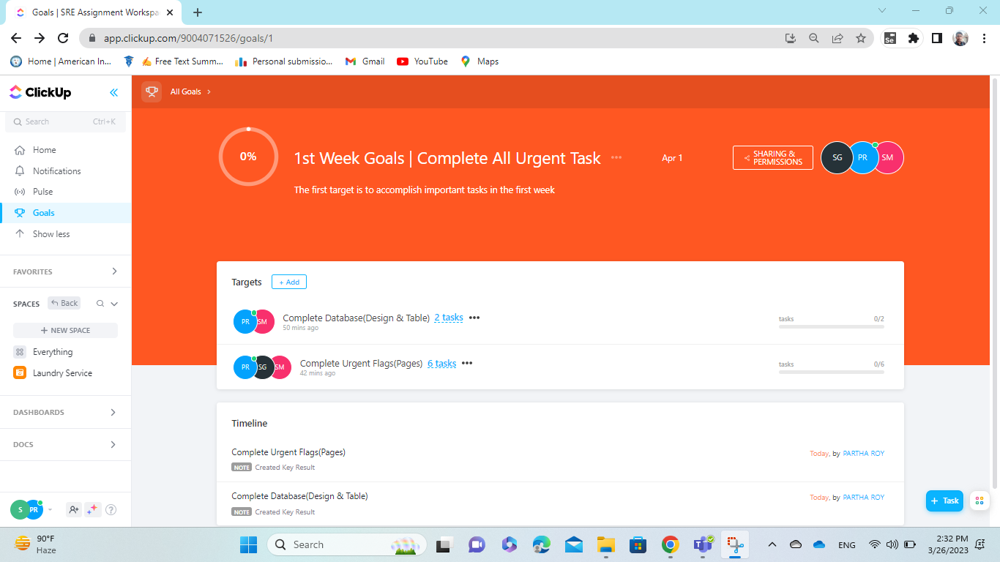 Goals | SRE Assignment Workspa
app.clickup.com/9004071526/goals/1
Se
Home | American In...
Free Text Summ...
Personal submissio...
Gmail
YouTube
Maps
ClickUp
Search Ctrl+K
Home
Notifications
Pulse
Goals
Show less
FAVORITES
SPACES Back
+ NEW SPACE
Everything
Laundry Service
DASHBOARDS
DOCS
S PR
All Goals >
0%
1st Week Goals | Complete All Urgent Task ...
Apr 1
SHARING &
PERMISSIONS
SG PR SM
The first target is to accomplish important tasks in the first week
Targets + Add
PR SM Complete Database(Design & Table) 2 tasks ...
50 mins ago
tasks 0/2
PR SG SM Complete Urgent Flags(Pages) 6 tasks ...
42 mins ago
tasks 0/6
Timeline
Complete Urgent Flags(Pages)
Today, by PARTHA ROY
NOTE Created Key Result
Complete Database(Design & Table)
Today, by PARTHA ROY
NOTE Created Key Result
+ Task
90°F
Haze
Search
ENG
2:32 PM
3/26/2023